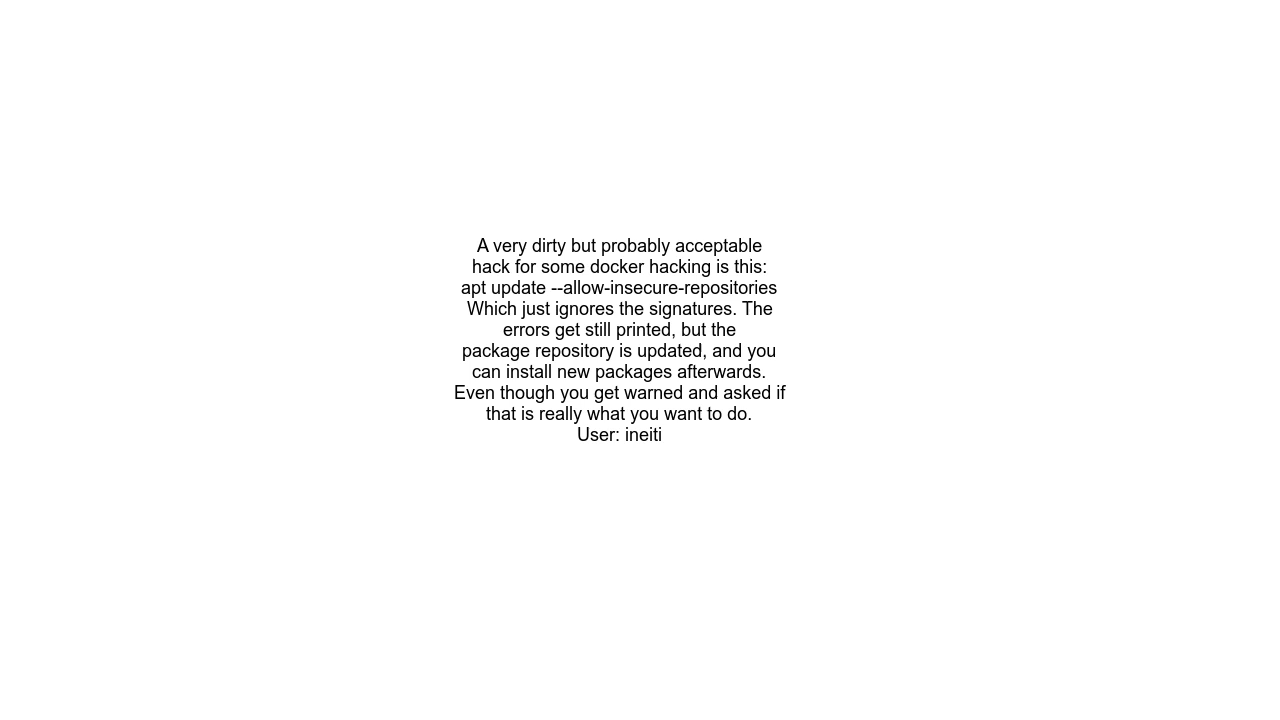 A very dirty but probably acceptable
hack for some docker hacking is this:
apt update --allow-insecure-repositories
Which just ignores the signatures. The
errors get still printed, but the
package repository is updated, and you
can install new packages afterwards.
Even though you get warned and asked if
that is really what you want to do.
User: ineiti